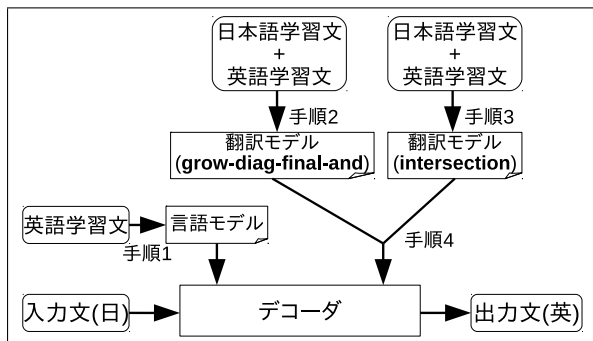 日本語学習文
+
英語学習文
日本語学習文
+
英語学習文
手順2
手順3
翻訳モデル
(grow-diag-final-and)
翻訳モデル
(intersection)
英語学習文
言語モデル
手順1
手順4
入力文(日)
デコーダ
出力文(英)